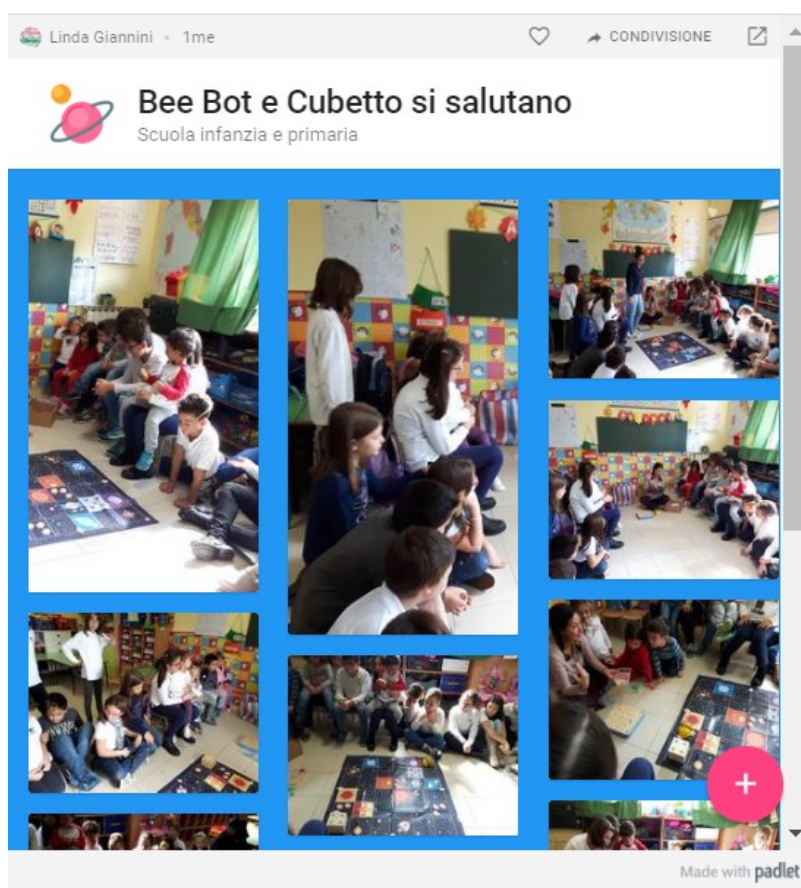 Linda Giannini • 1me
CONDIVISIONE
Bee Bot e Cubetto si salutano
Scuola infanzia e primaria
Made with padlet